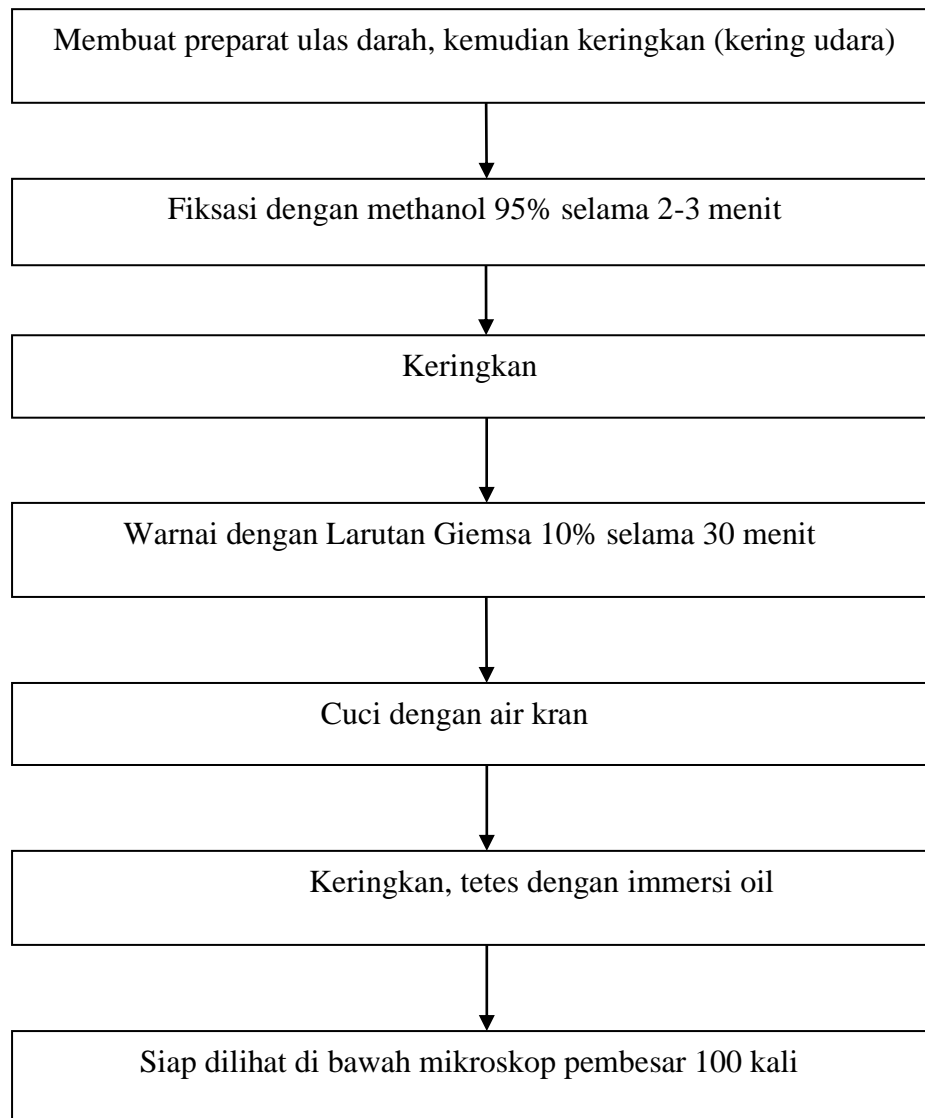 Membuat preparat ulas darah, kemudian keringkan (kering udara)
Fiksasi dengan methanol 95% selama 2-3 menit
Keringkan
Warnai dengan Larutan Giemsa 10% selama 30 menit
Cuci dengan air kran
Keringkan, tetes dengan immersi oil
Siap dilihat di bawah mikroskop pembesar 100 kali